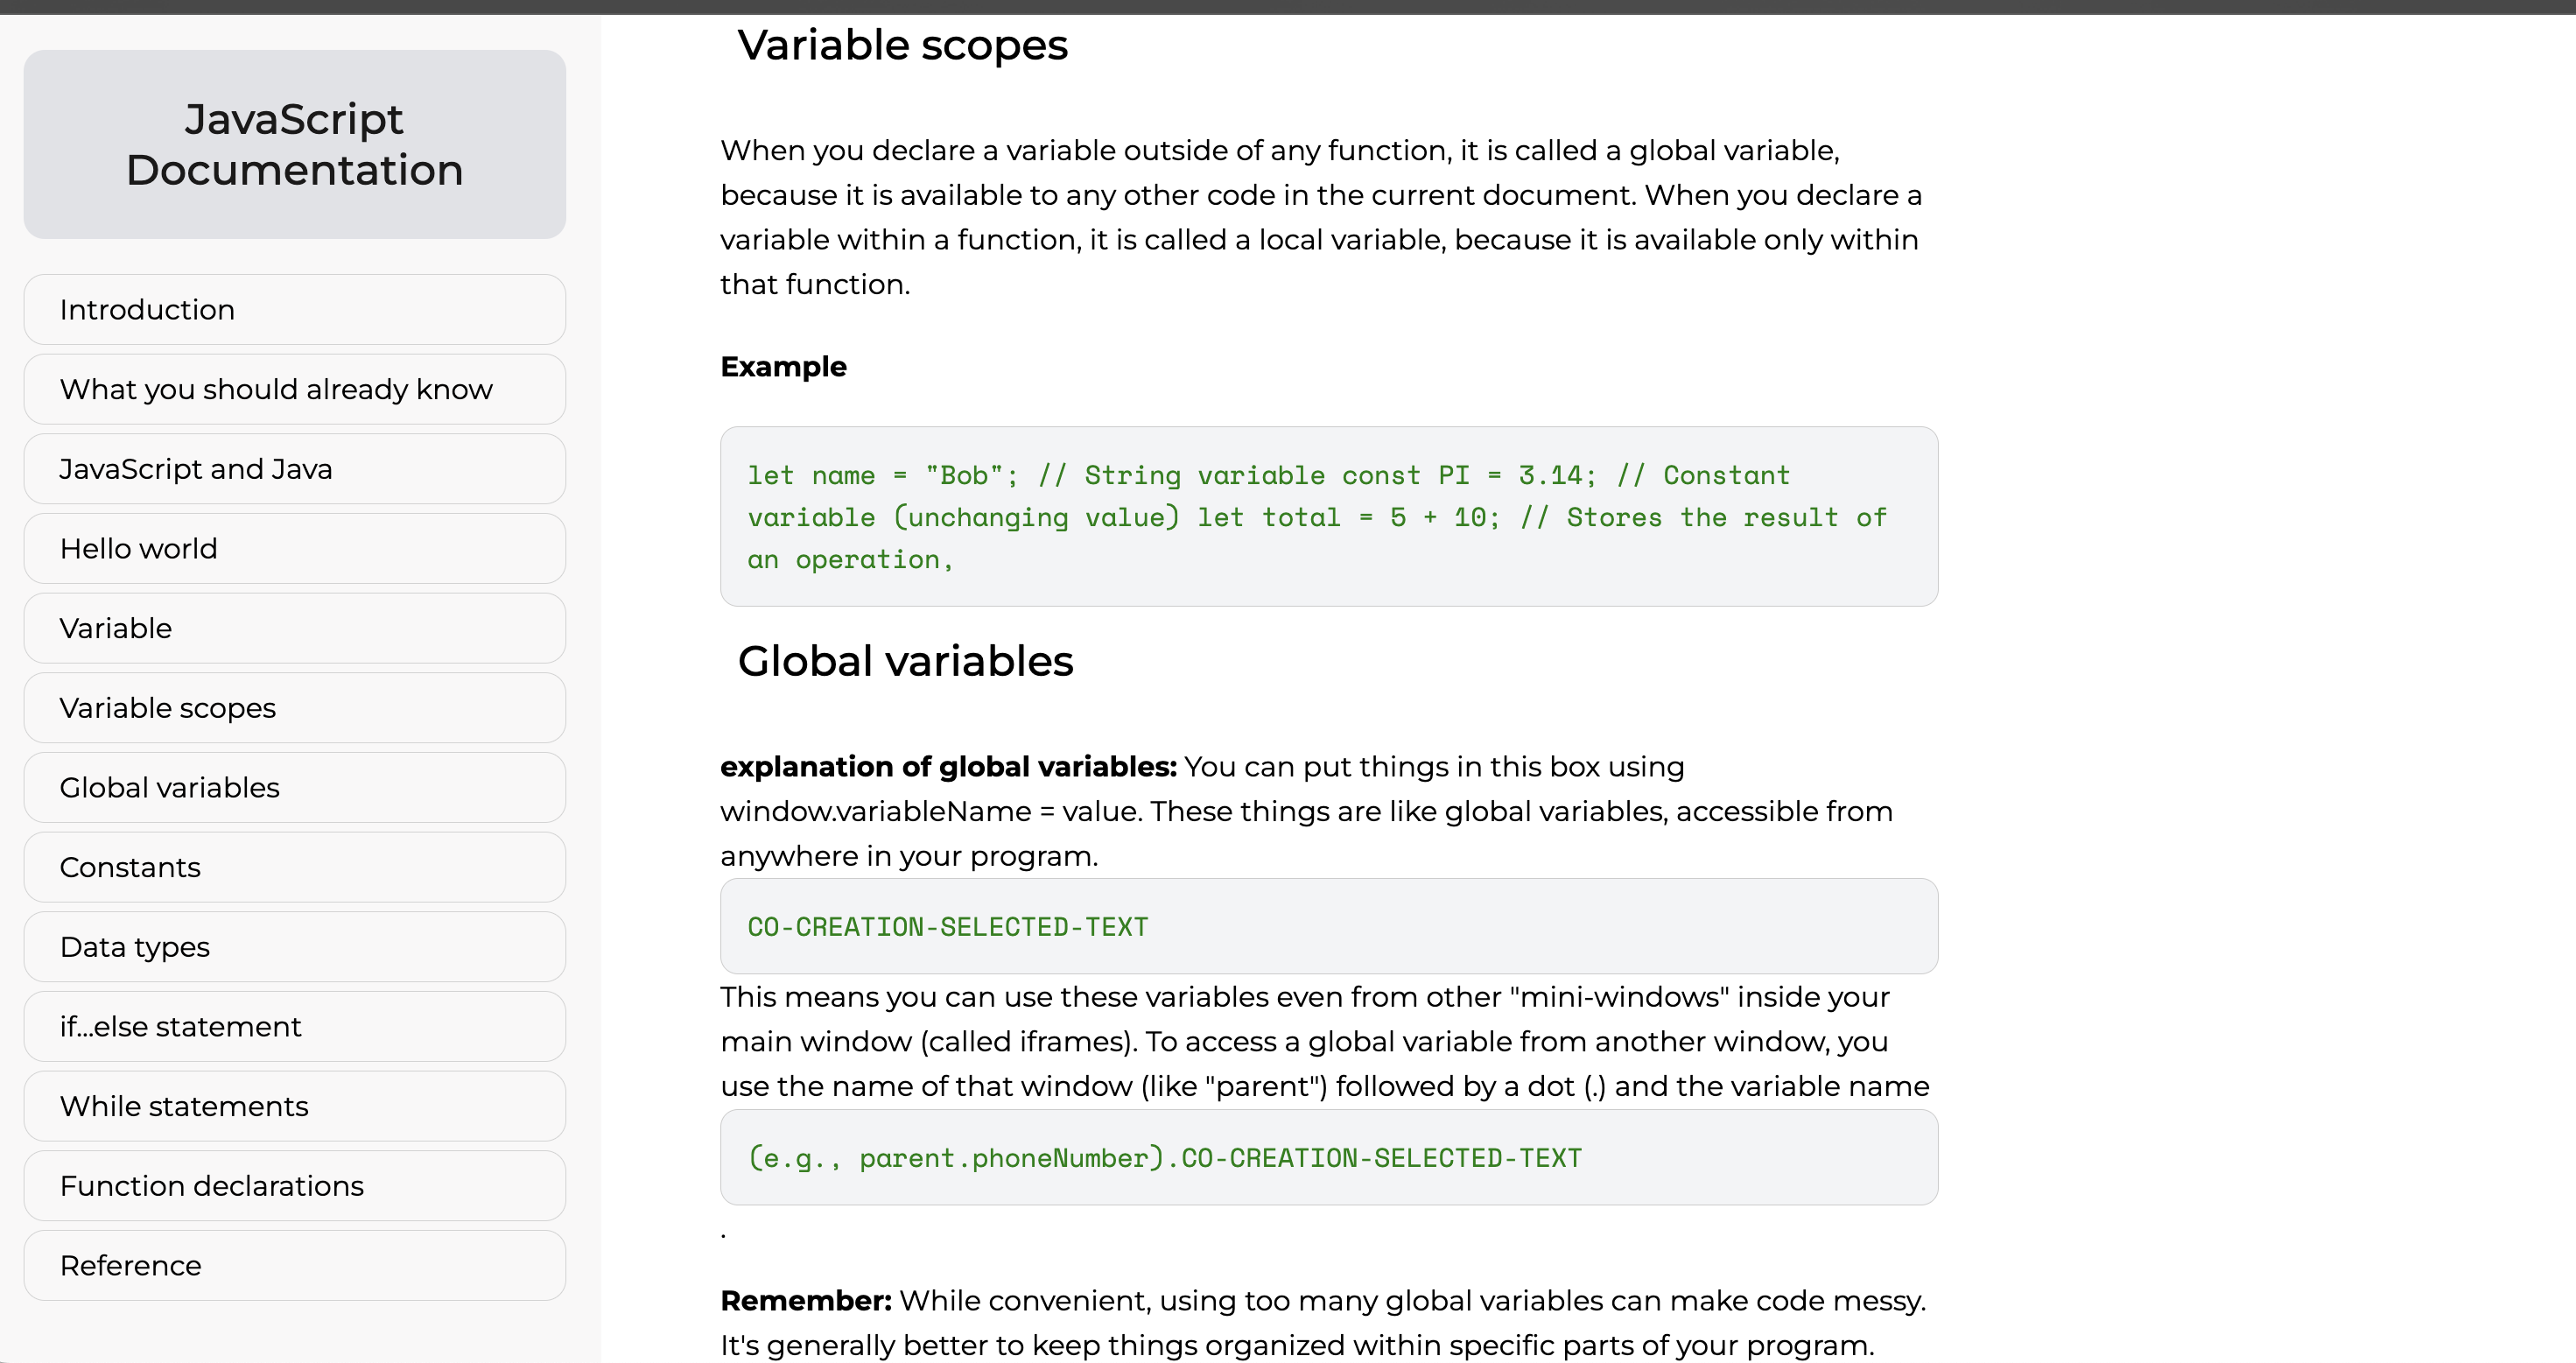 JavaScript
Documentation
Introduction
What you should already know
JavaScript and Java
Hello world
Variable
Variable scopes
Global variables
Constants
Data types
if...else statement
While statements
Function declarations
Reference
Variable scopes
When you declare a variable outside of any function, it is called a global variable,
because it is available to any other code in the current document. When you declare a
variable within a function, it is called a local variable, because it is available only within
that function.
Example
let name = "Bob"; // String variable const PI = 3.14; // Constant
variable (unchanging value) let total = 5 + 10; // Stores the result of
an operation,
Global variables
explanation of global variables: You can put things in this box using
window.variableName = value. These things are like global variables, accessible from
anywhere in your program.
CO-CREATION-SELECTED-TEXT
This means you can use these variables even from other "mini-windows" inside your
main window (called iframes). To access a global variable from another window, you
use the name of that window (like "parent") followed by a dot (.) and the variable name
(e.g., parent.phoneNumber).CO-CREATION-SELECTED-TEXT
.
Remember: While convenient, using too many global variables can make code messy.
It's generally better to keep things organized within specific parts of your program.